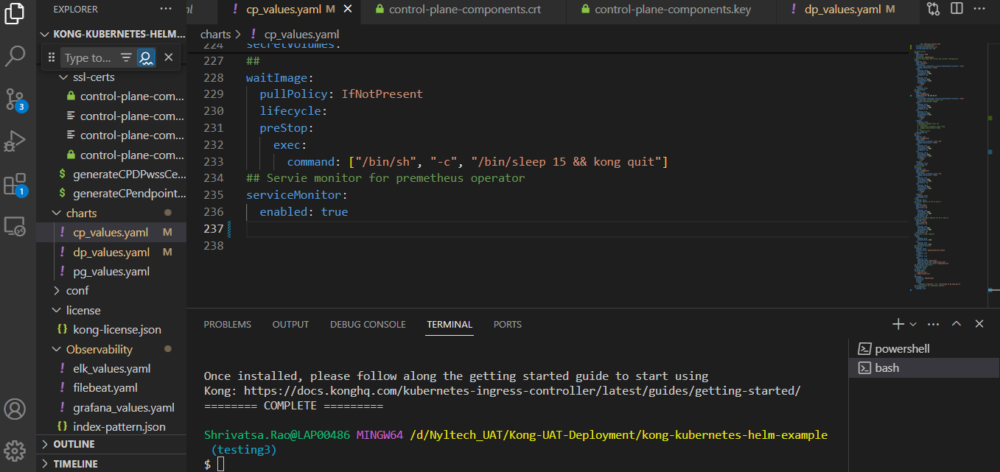 EXPLORER ···
KONG-KUBERNETES-HELM...
Type to...
ssl-certs
control-plane-com...
control-plane-com...
control-plane-com...
control-plane-com...
$ generateCPDPwssCe...
$ generateCPendpoint...
charts
! cp_values.yaml M
! dp_values.yaml M
! pg_values.yaml
conf
license
{} kong-license.json
Observability
! elk_values.yaml
! filebeat.yaml
! grafana_values.yaml
{} index-pattern.json
OUTLINE
TIMELINE
3
1
ml ! cp_values.yaml M control-plane-components.crt control-plane-components.key ! dp_values.yaml M ···
charts > ! cp_values.yaml
224 secretVolumes:
227 ##
228 waitImage:
229 pullPolicy: IfNotPresent
230 lifecycle:
231 preStop:
232 exec:
233 command: ["/bin/sh", "-c", "/bin/sleep 15 && kong quit"]
234 ## Servie monitor for premetheus operator
235 serviceMonitor:
236 enabled: true
237
238
PROBLEMS OUTPUT DEBUG CONSOLE TERMINAL PORTS
Once installed, please follow along the getting started guide to start using
Kong: https://docs.konghq.com/kubernetes-ingress-controller/latest/guides/getting-started/
======== COMPLETE =========
Shrivatsa.Rao@LAP00486 MINGW64 /d/Nyltech_UAT/Kong-UAT-Deployment/kong-kubernetes-helm-example
(testing3)
$
powershell
bash